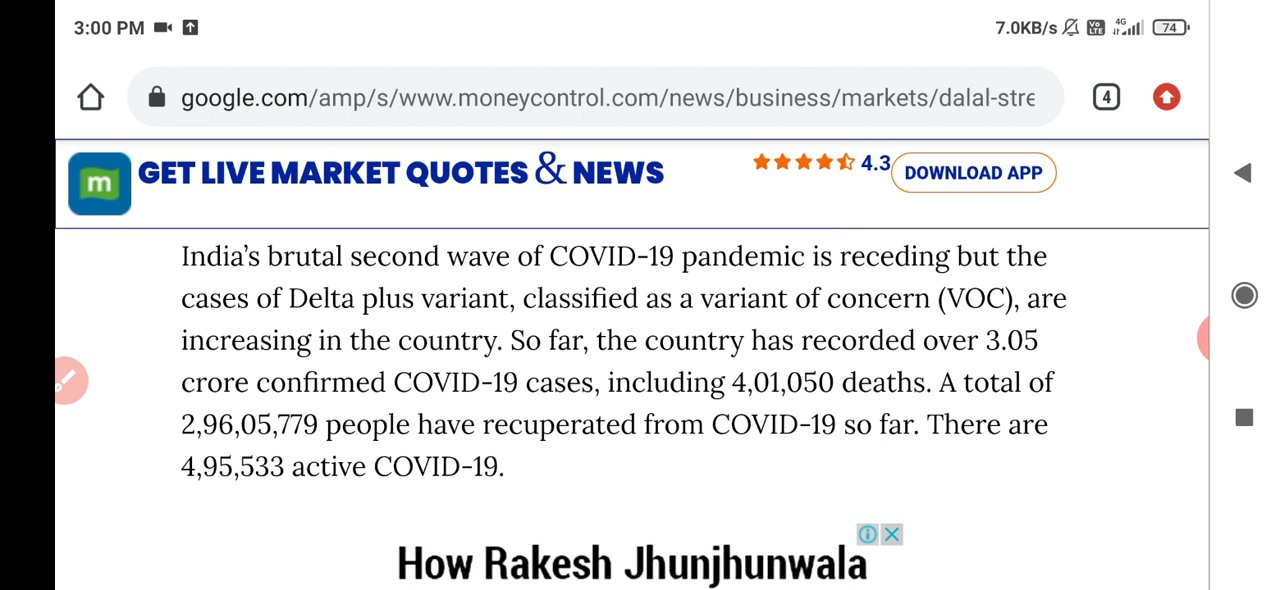 3:00 PM
7.0KB/s Vo LTE 4G 74
google.com/amp/s/www.moneycontrol.com/news/business/markets/dalal-stre
4
m GET LIVE MARKET QUOTES & NEWS
4.3 DOWNLOAD APP
India’s brutal second wave of COVID-19 pandemic is receding but the
cases of Delta plus variant, classified as a variant of concern (VOC), are
increasing in the country. So far, the country has recorded over 3.05
crore confirmed COVID-19 cases, including 4,01,050 deaths. A total of
2,96,05,779 people have recuperated from COVID-19 so far. There are
4,95,533 active COVID-19.
How Rakesh Jhunjhunwala